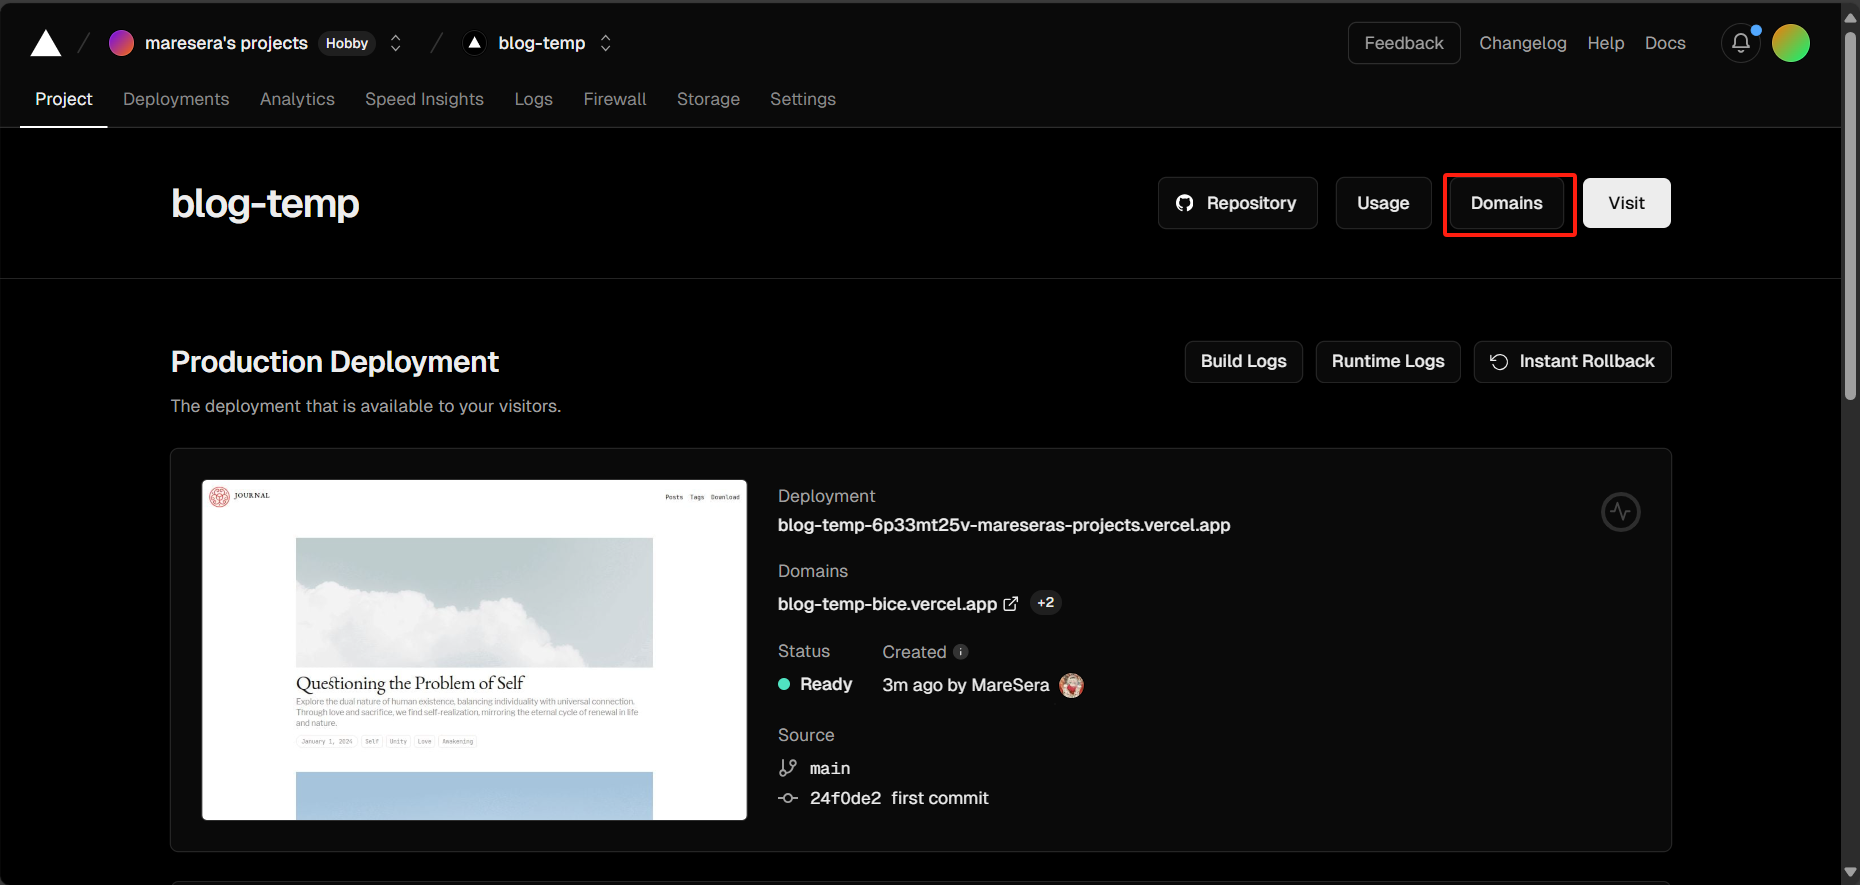 maresera's projects Hobby blog-temp Feedback Changelog Help Docs
Project Deployments Analytics Speed Insights Logs Firewall Storage Settings
blog-temp
Repository Usage Domains Visit
Production Deployment
Build Logs Runtime Logs Instant Rollback
The deployment that is available to your visitors.
JOURNAL Posts Tags Download
Questioning the Problem of Self
Explore the dual nature of human existence, balancing individuality with universal connection.
Through love and sacrifice, we find self-realization, mirroring the eternal cycle of renewal in life
and nature.
January 1, 2024 Self Unity Love Awakening
Deployment
blog-temp-6p33mt25v-mareseras-projects.vercel.app
Domains
blog-temp-bice.vercel.app +2
Status Created
Ready 3m ago by MareSera
Source
main
24f0de2 first commit